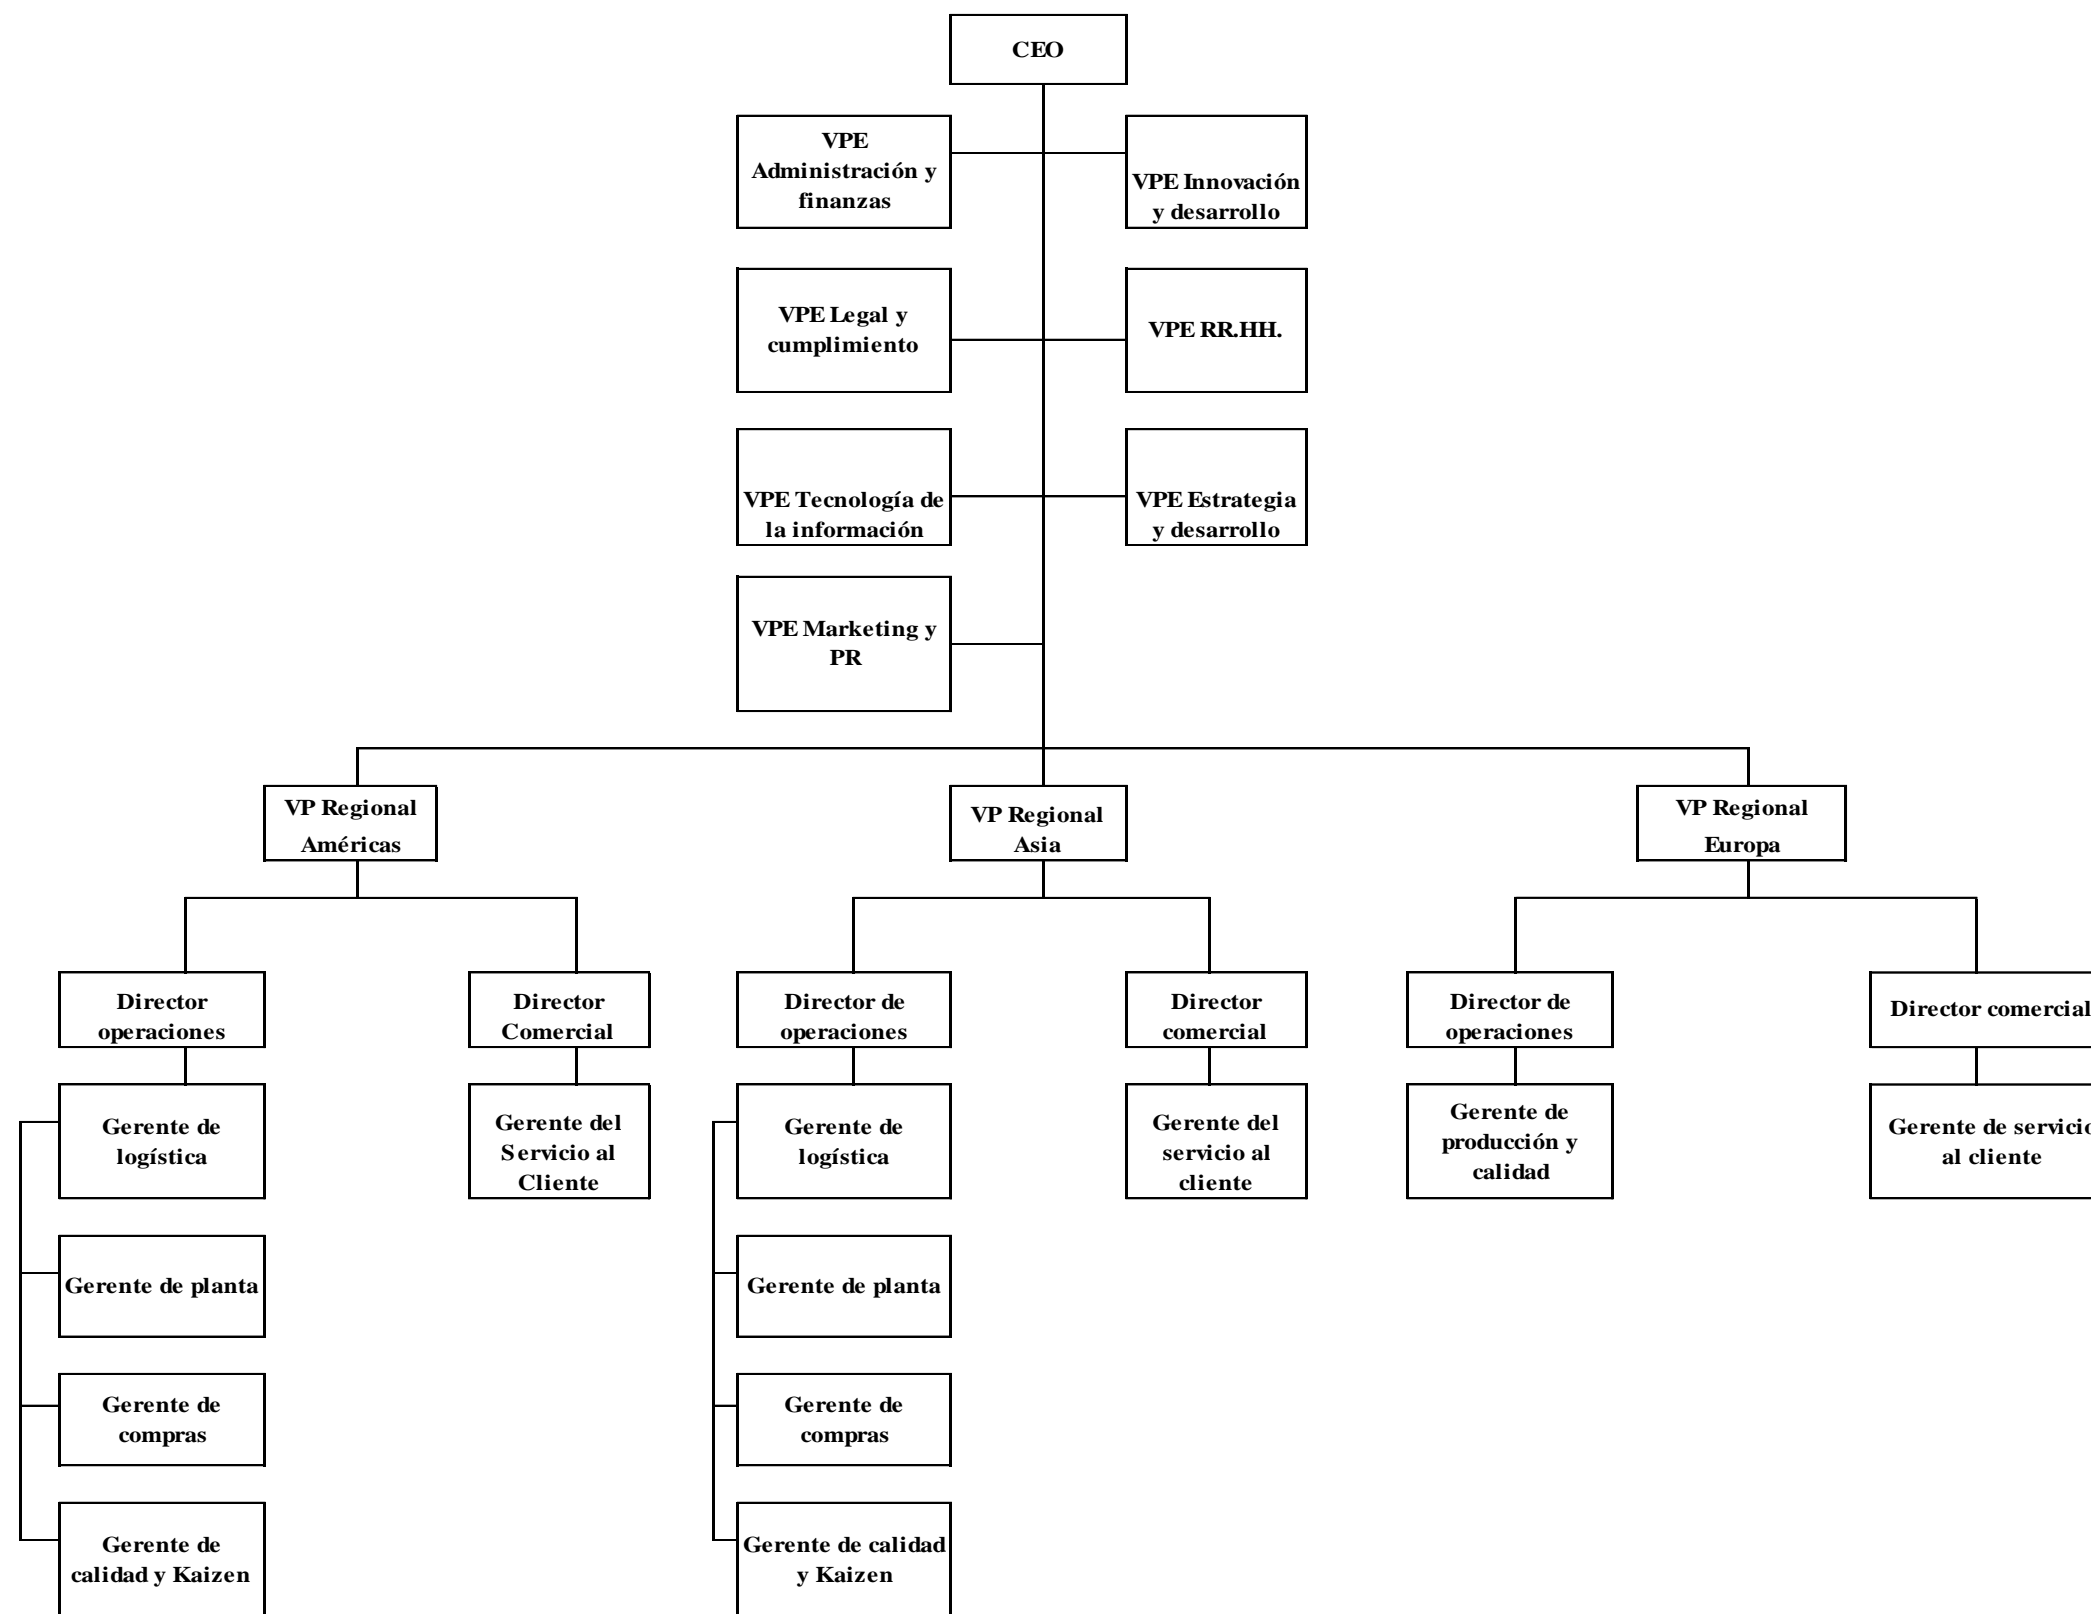 CEO
VPE
Administración y
finanzas
VPE Innovación
y desarrollo
VPE Legal y
cumplimiento
VPE RR.HH.
VPE Tecnología de
la información
VPE Estrategia
y desarrollo
VPE Marketing y
PR
VP Regional
Américas
VP Regional
Asia
VP Regional
Europa
Director
operaciones
Director
Comercial
Director de
operaciones
Director
comercial
Director de
operaciones
Director comercial
Gerente de
logística
Gerente del
Servicio al
Cliente
Gerente de
logística
Gerente del
servicio al
cliente
Gerente de
producción y
calidad
Gerente de servicio
al cliente
Gerente de planta
Gerente de planta
Gerente de
compras
Gerente de
compras
Gerente de
calidad y Kaizen
Gerente de calidad
y Kaizen